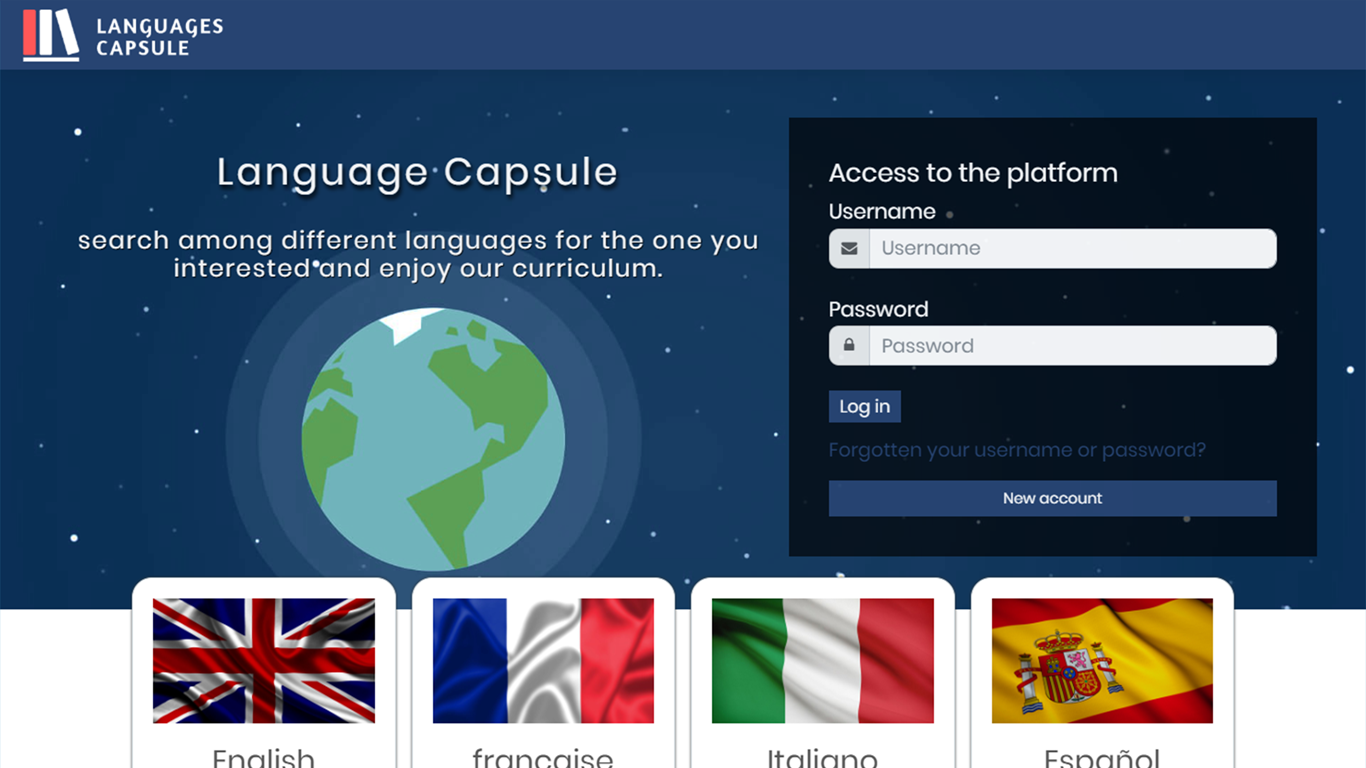 LANGUAGES
CAPSULE
Language Capsule
search among different languages for the one you
interested and enjoy our curriculum.
Access to the platform
Username
Username
Password
Password
Log in
Forgotten your username or password?
New account
English
française
Italiano
Español